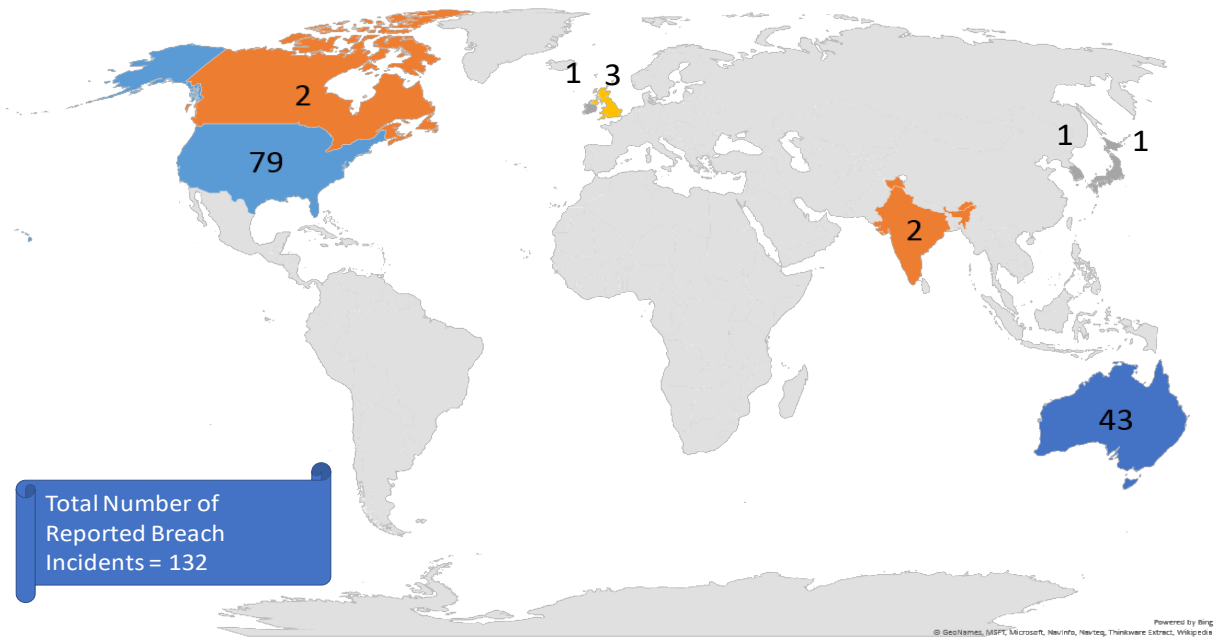 1
3
2
1
1
79
2
43
Total Number of
Reported Breach
Incidents = 132
Powered by Bing
© GeoNames, MSFT, Microsoft, NavInfo, Navteq, Thinkware Extract, Wikipedia